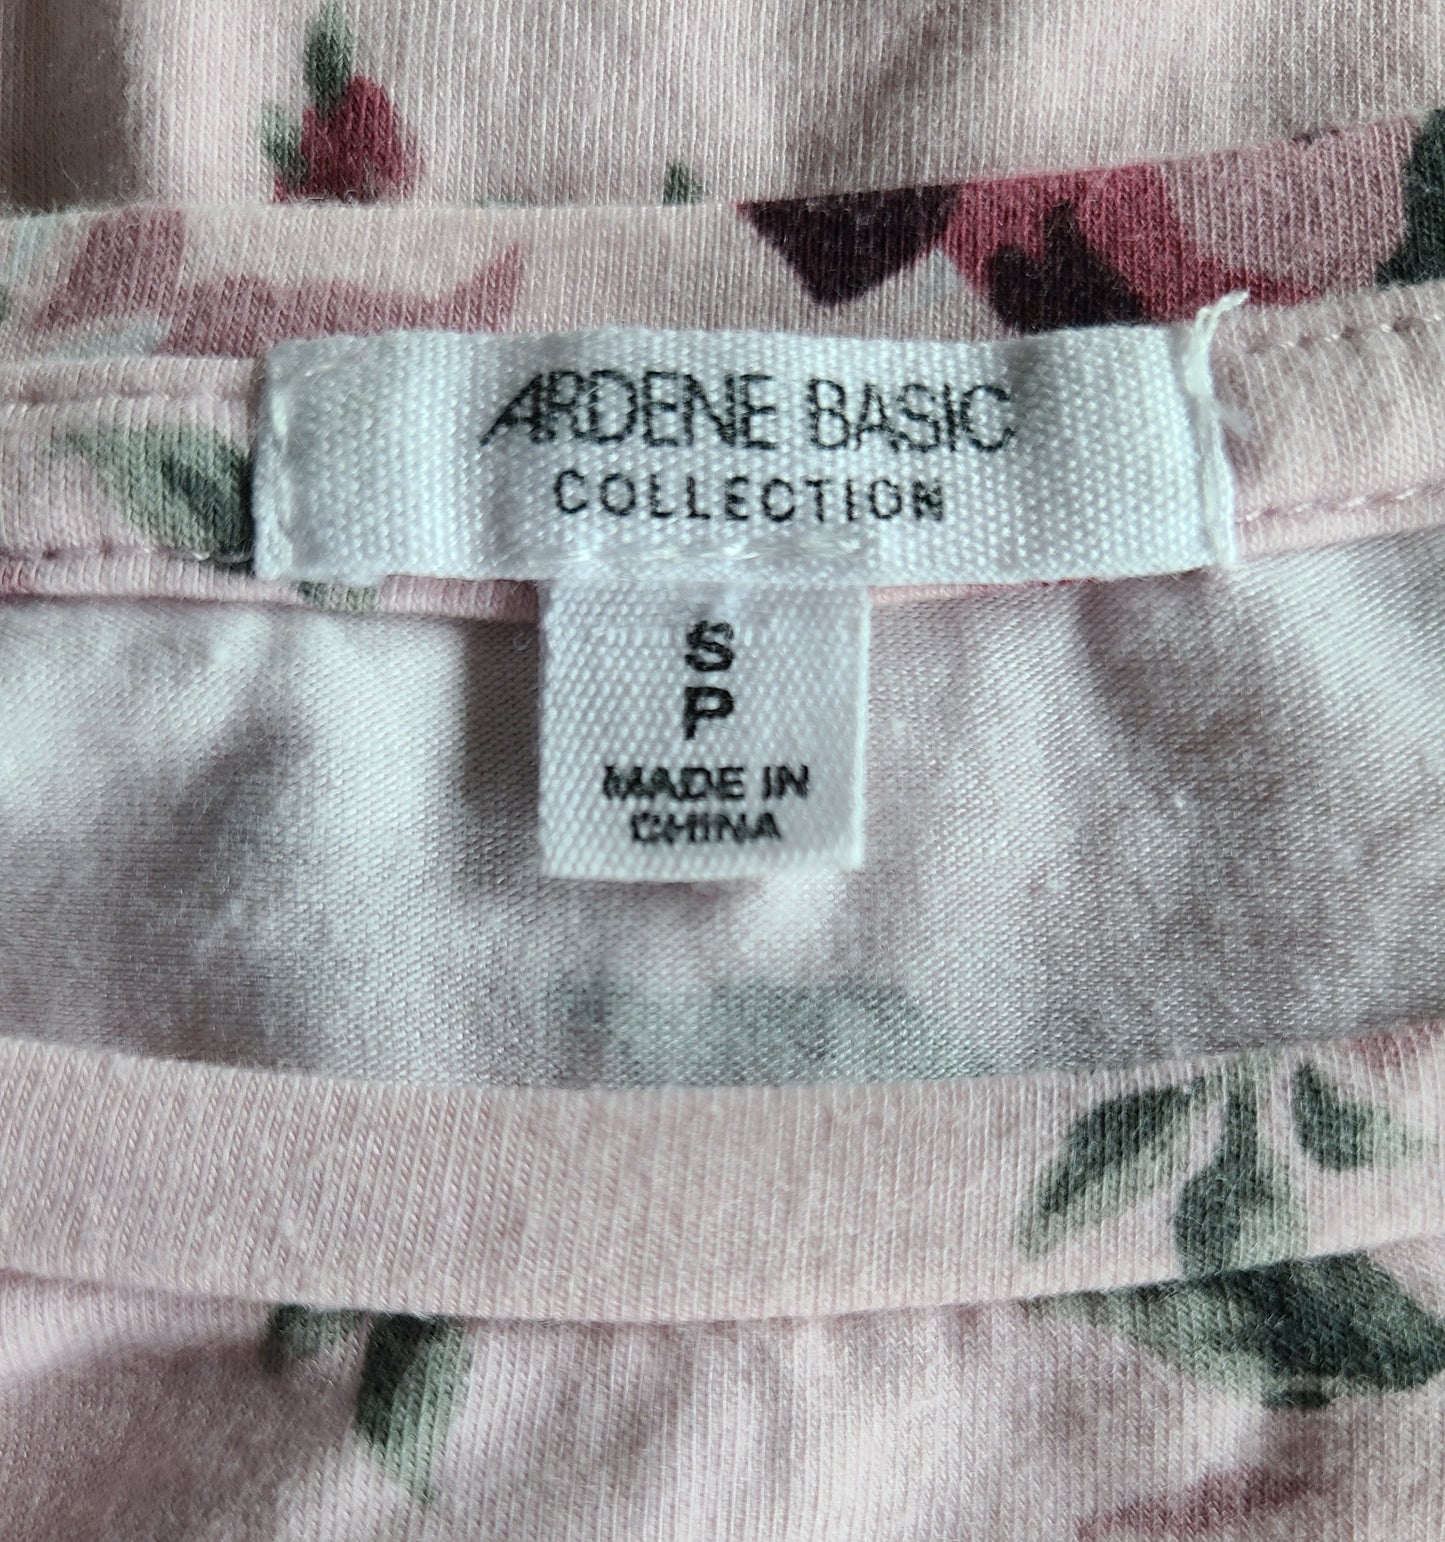 ARDENE BASIC
COLLECTION
S
P
MADE IN
CHINA